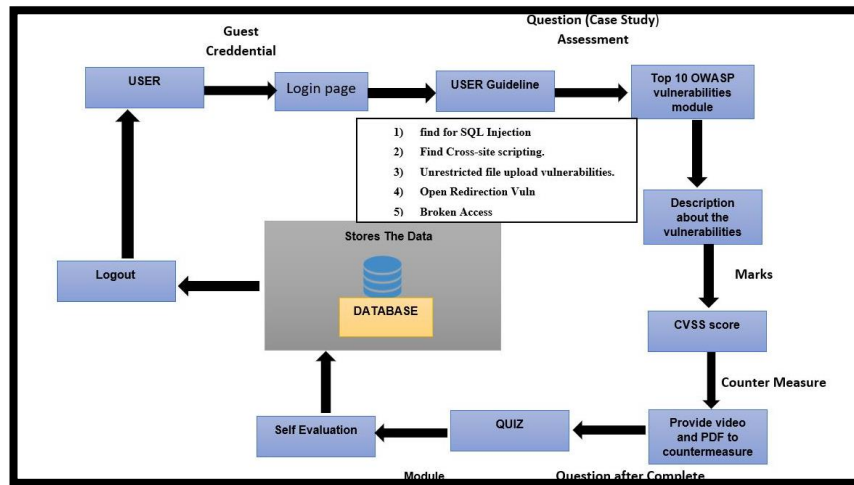 Question (Case Study)
Assessment
Guest
Creddential
USER
Login page
USER Guideline
Top 10 OWASP
vulnerabilities
module
1) find for SQL Injection
2) Find Cross-site scripting.
3) Unrestricted file upload vulnerabilities.
4) Open Redirection Vuln
5) Broken Access
Description
about the
vulnerabilities
Stores The Data
DATABASE
Logout
Marks
CVSS score
Counter Measure
Provide video
and PDF to
countermeasure
QUIZ
Self Evaluation
Module
Question after Complete